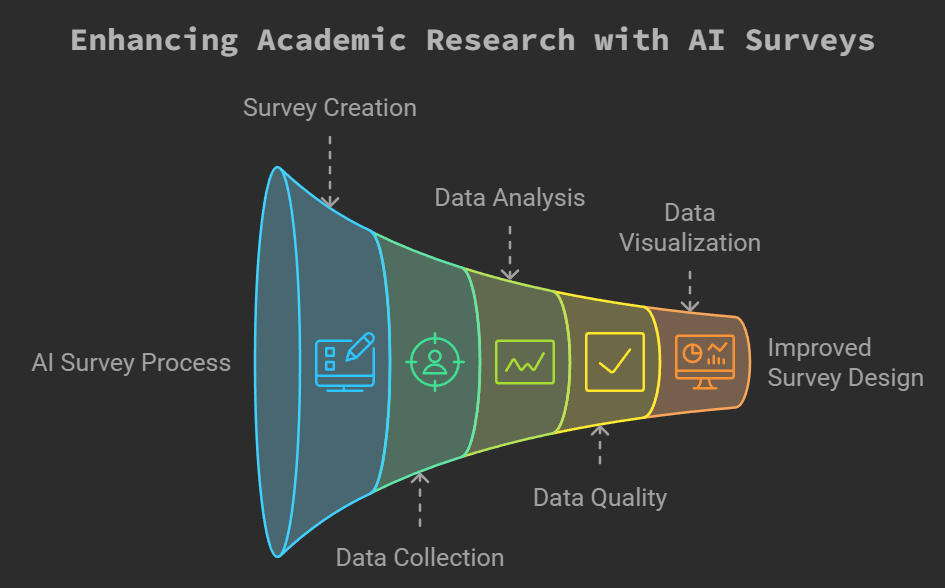 Enhancing Academic Research with AI Surveys
Survey Creation
Data Analysis
Data
Visualization
AI Survey Process
Improved
Survey Design
Data Quality
Data Collection